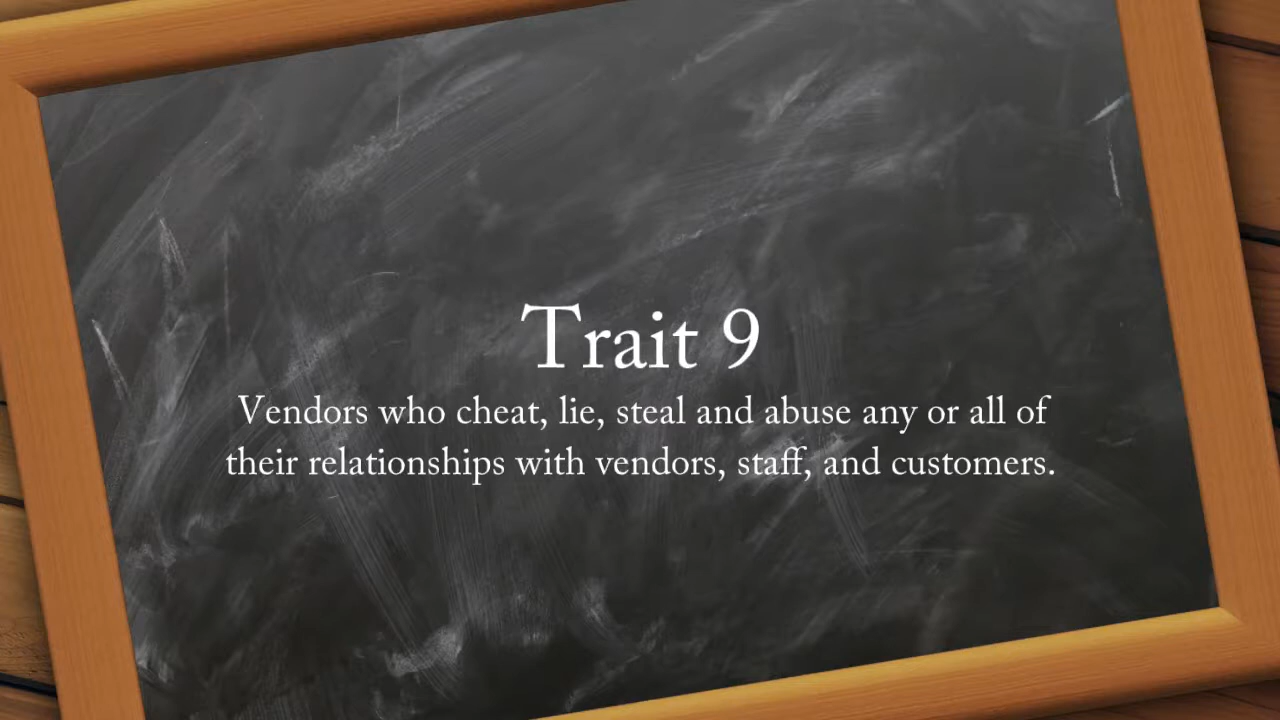 Trait 9
Vendors who cheat, lie, steal and abuse any or all of
their relationships with vendors, staff, and customers.